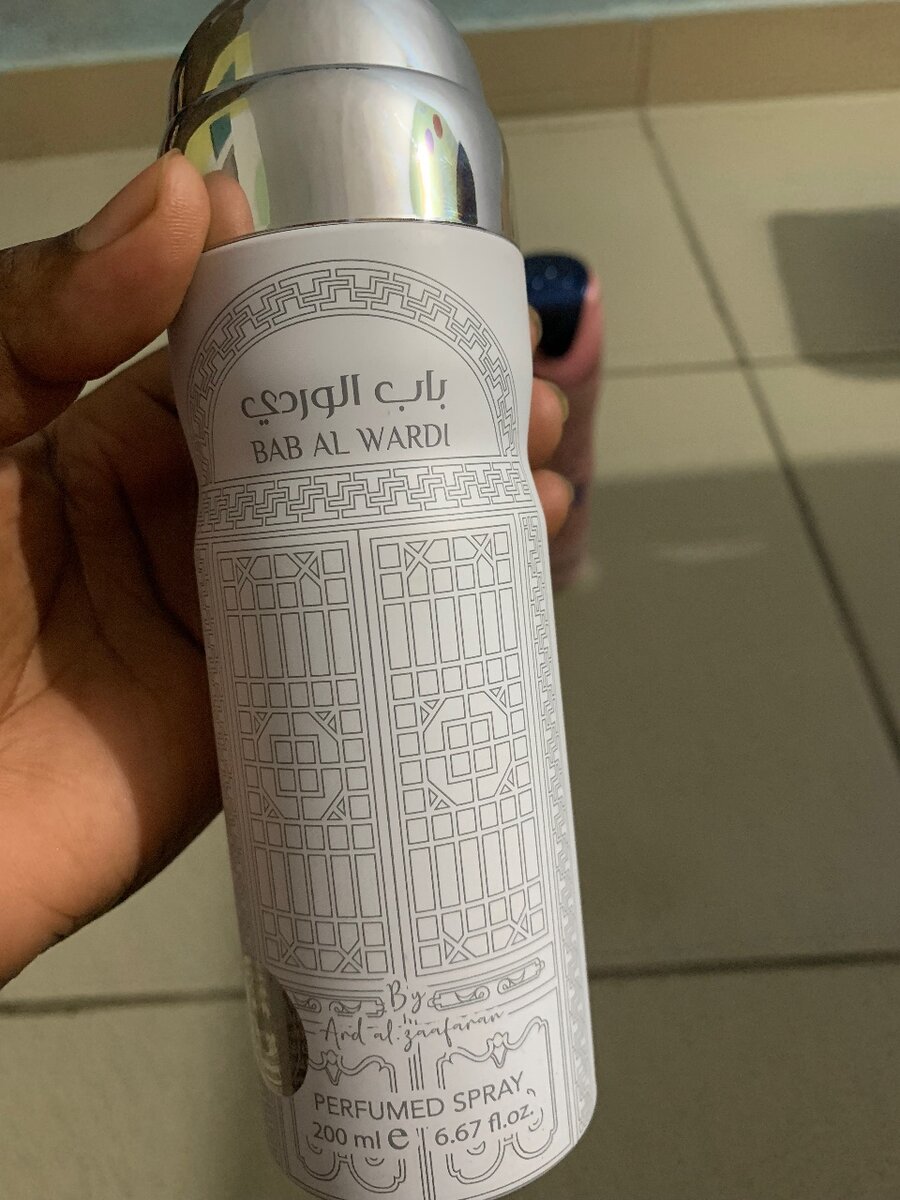 باب الوردي
BAB AL WARDI
By
Ard al zaafaran
PERFUMED SPRAY
200 ml e 6.67 fl.oz.